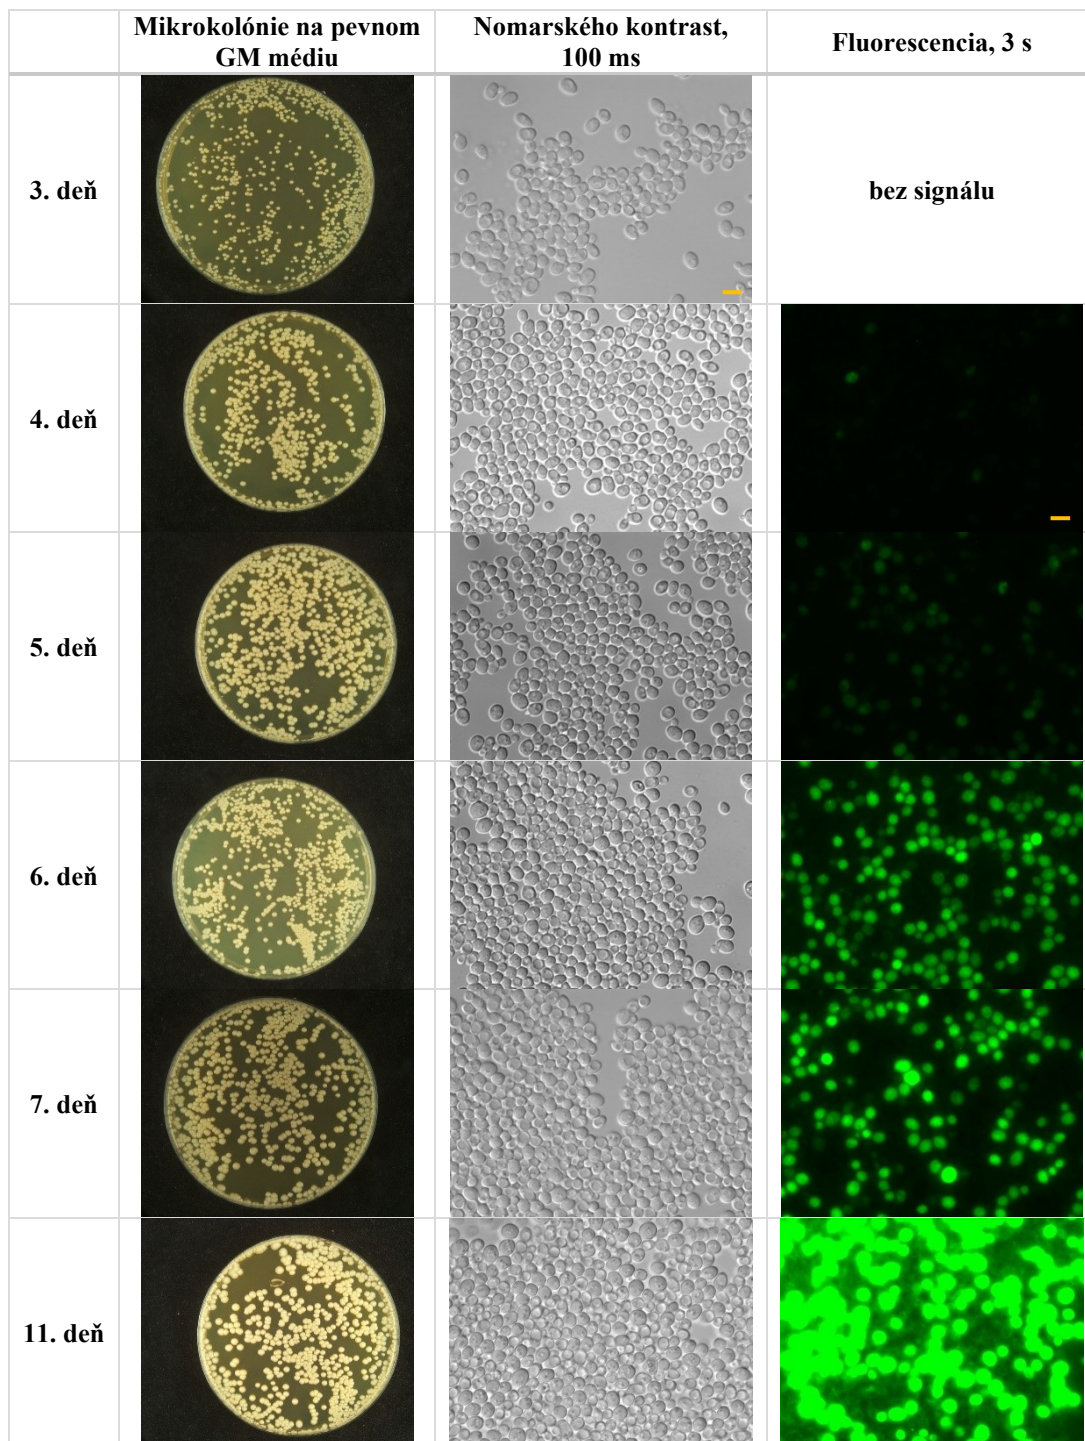 Mikrokolónie na pevnom
GM médiu
Nomarského kontrast,
100 ms
Fluorescencia, 3 s
3. deň
bez signálu
4. deň
5. deň
6. deň
7. deň
11. deň